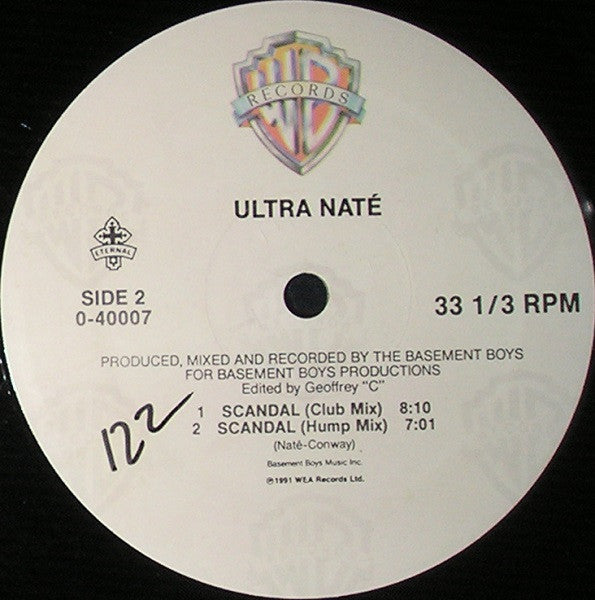 RECORDS
ULTRA NATÉ
ETERNAL
SIDE 2
0-40007
33 1/3 RPM
PRODUCED, MIXED AND RECORDED BY THE BASEMENT BOYS
FOR BASEMENT BOYS PRODUCTIONS
Edited by Geoffrey "C"
122
1 SCANDAL (Club Mix) 8:10
2 SCANDAL (Hump Mix) 7:01
(Naté-Conway)
Basement Boys Music Inc.
℗1991 WEA Records Ltd.